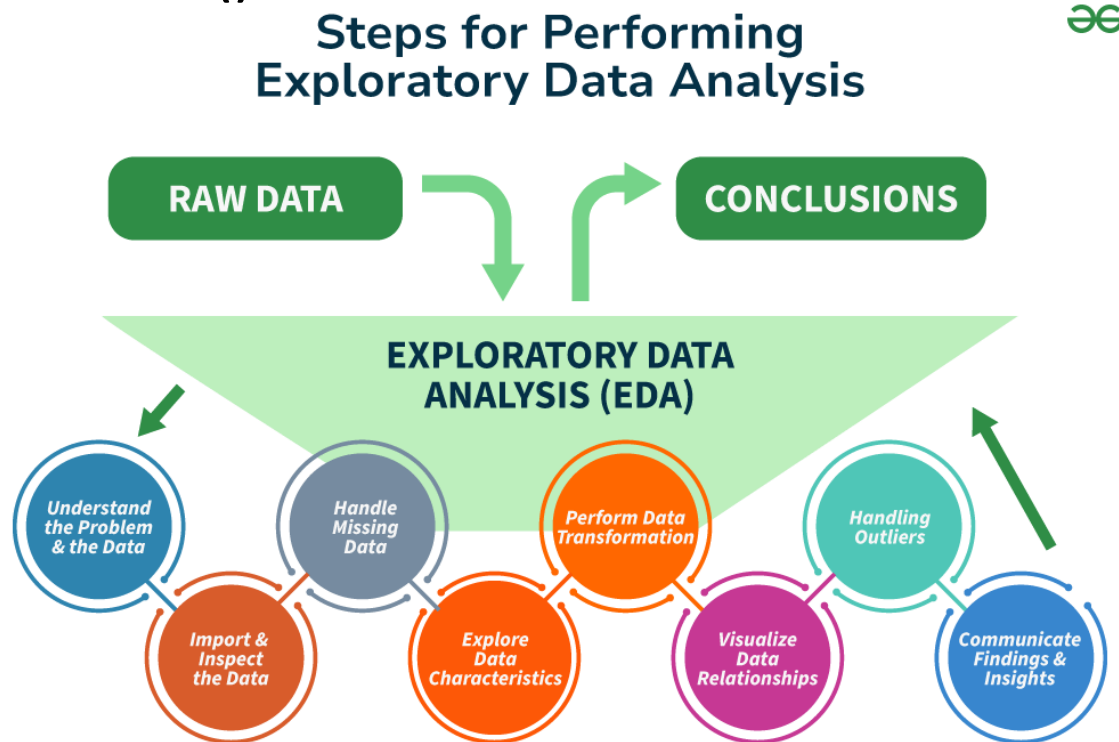 Steps for Performing
Exploratory Data Analysis
RAW DATA
CONCLUSIONS
EXPLORATORY DATA
ANALYSIS (EDA)
Understand
the Problem
& the Data
Import &
Inspect
the Data
Handle
Missing
Data
Explore
Data
Characteristics
Perform Data
Transformation
Visualize
Data
Relationships
Handling
Outliers
Communicate
Findings &
Insights